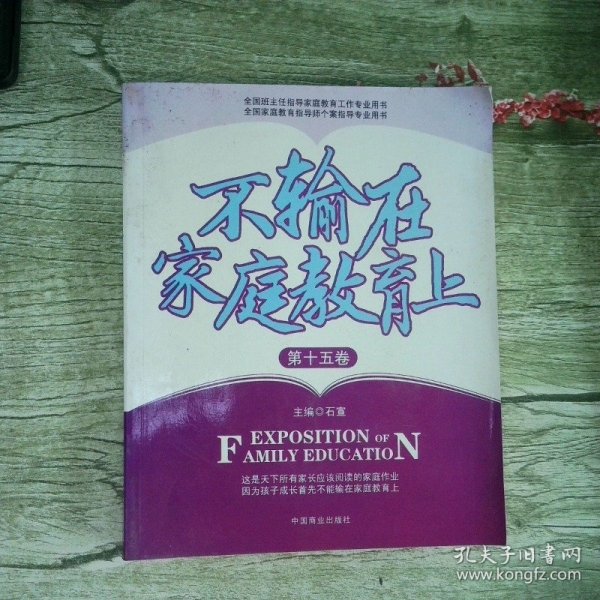 全国班主任指导家庭教育工作专业用书
全国家庭教育指导师个案指导专业用书
不输在
家庭教育上
第十五卷
主编◎石宣
EXPOSITION OF
FAMILY EDUCATION
这是天下所有家长应该阅读的家庭作业
因为孩子成长首先不能输在家庭教育上
中国商业出版社
孔夫子旧书网
www.kongfz.com